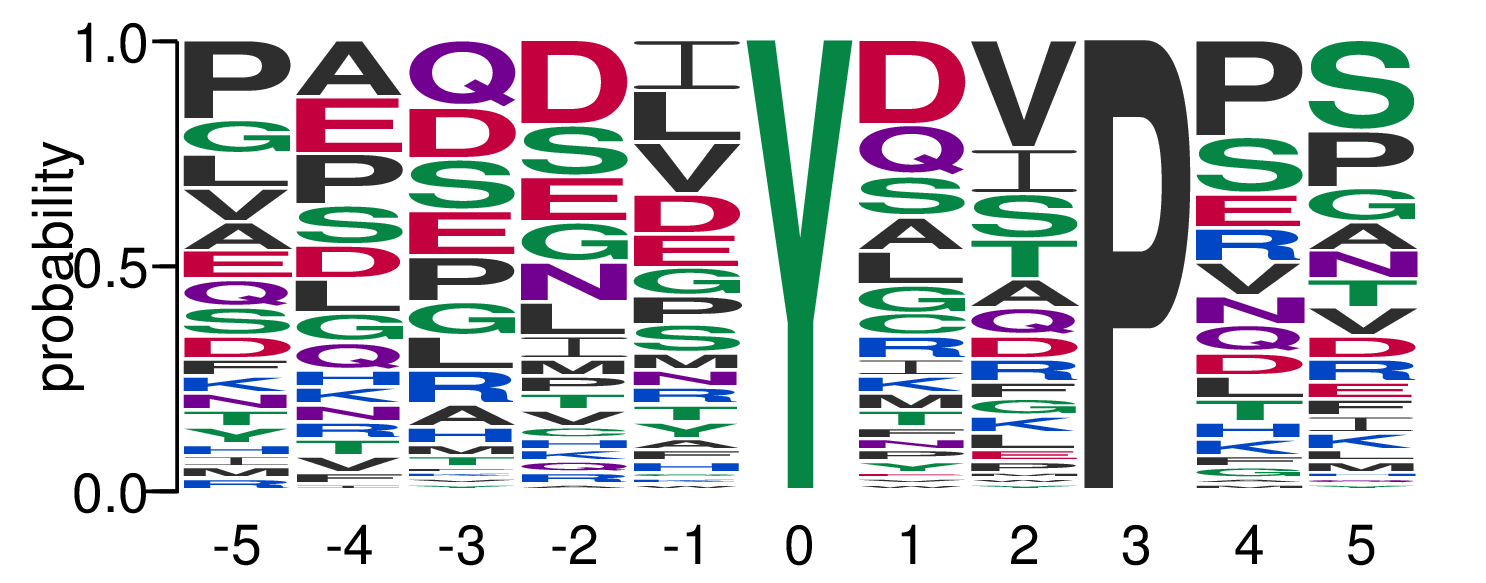 probability
1.0
0.5
0.0
P G L V A E Q S D F K N T Y H I M R
A E P S D L G Q H K N R T V F
Q D S E P G L R A H M T
D S E G N L I M P T V C H K Q R
I L V D E G P S M N R T Y A F H
Y
D Q S A L G C R I K M T F N P Y
V I S T A Q D R F G K L E P
P
P S E R V N Q D L T H K F G
S P G A N T V D R E F I K L M
-5 -4 -3 -2 -1 0 1 2 3 4 5